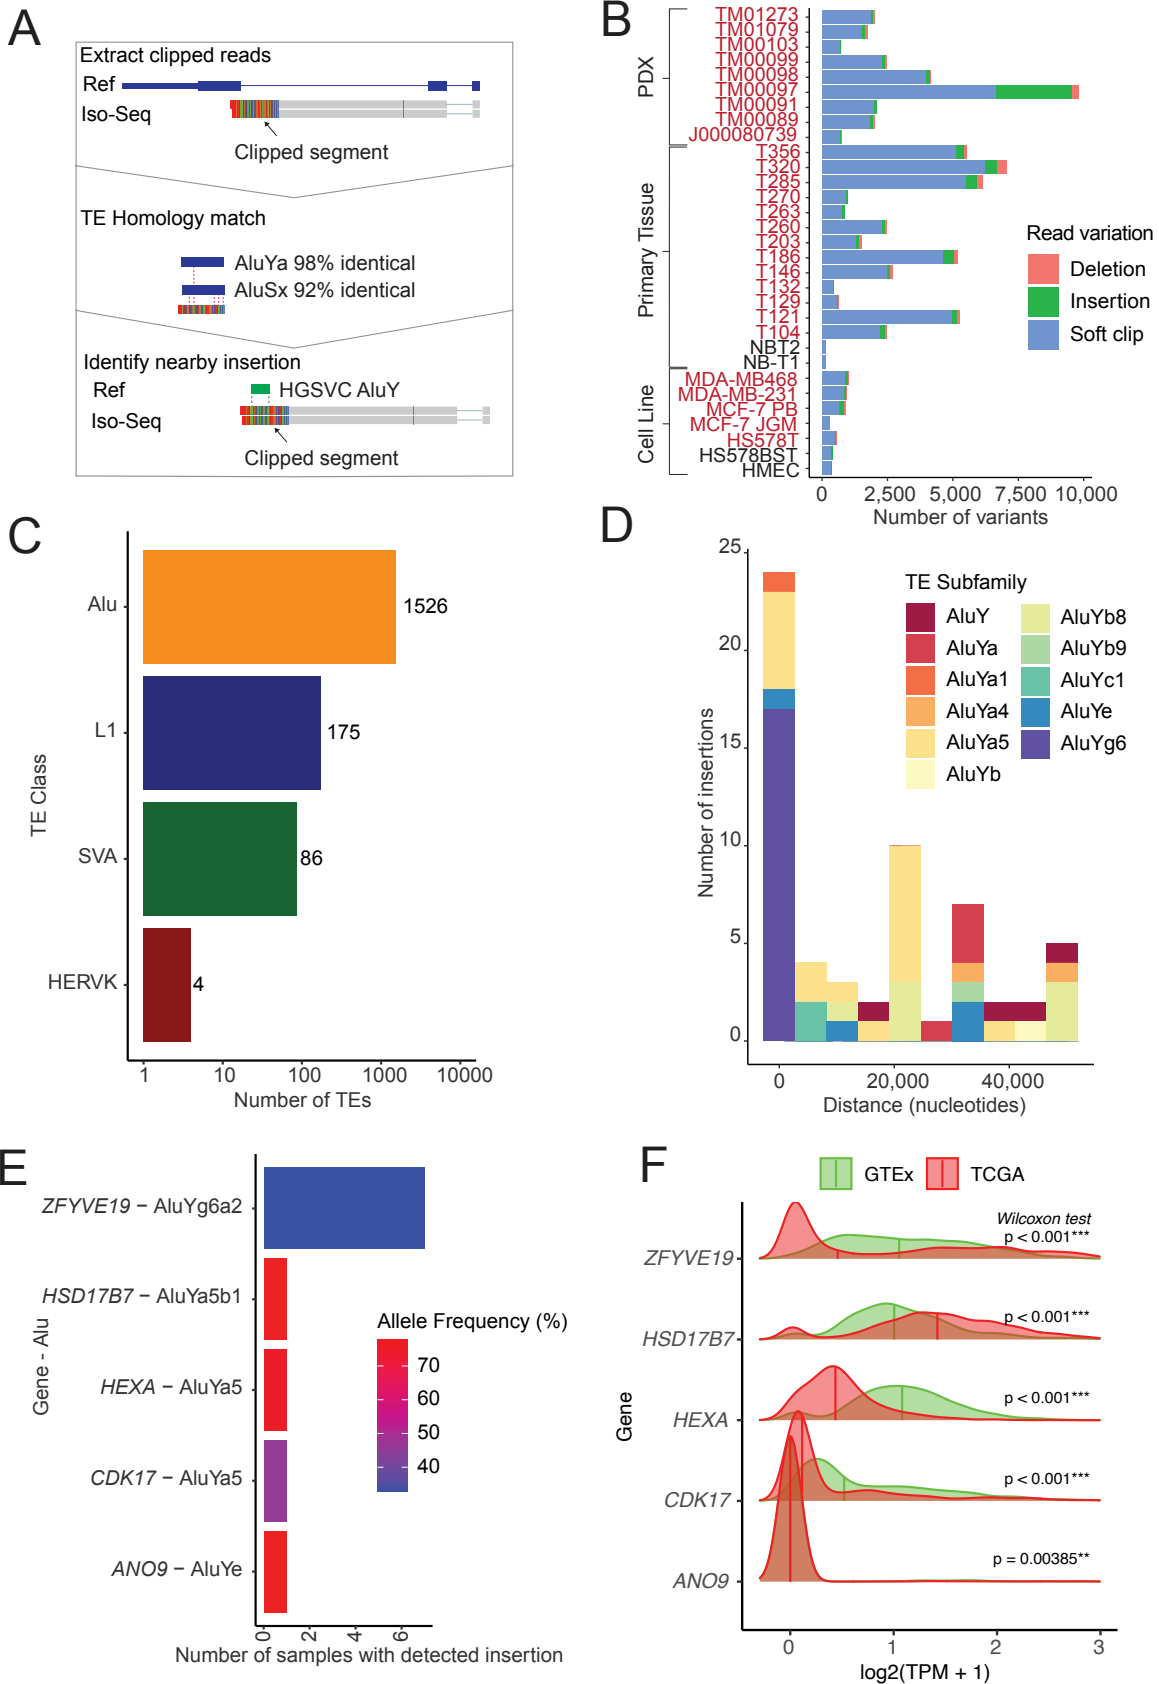 A
Extract clipped reads
Ref
Iso-Seq
Clipped segment
TE Homology match
AluYa 98% identical
AluSx 92% identical
Identify nearby insertion
Ref
HGSVC AluY
Iso-Seq
Clipped segment
B
PDX
TM01273
TM01079
TM00103
TM00099
TM00098
TM00097
TM00091
TM00089
J000080739
Primary Tissue
T356
T320
T285
T270
T263
T260
T203
T186
T146
T132
T129
T121
T104
NBT2
NB-T1
Cell Line
MDA-MB468
MDA-MB-231
MCF-7 PB
MCF-7 JGM
HS578T
HS578BST
HMEC
0 2,500 5,000 7,500 10,000
Number of variants
Read variation
Deletion
Insertion
Soft clip
C
TE Class
Alu
1526
L1
175
SVA
86
HERVK
4
1 10 100 1000 10000
Number of TEs
D
Number of insertions
25
20
15
10
5
0
0 20,000 40,000
Distance (nucleotides)
TE Subfamily
AluY
AluYa
AluYa1
AluYa4
AluYa5
AluYb
AluYb8
AluYb9
AluYc1
AluYe
AluYg6
E
Gene - Alu
ZFYVE19 − AluYg6a2
HSD17B7 − AluYa5b1
HEXA − AluYa5
CDK17 − AluYa5
ANO9 − AluYe
0 2 4 6
Number of samples with detected insertion
Allele Frequency (%)
70
60
50
40
F
GTEx
TCGA
Gene
Wilcoxon test
ZFYVE19
p < 0.001***
HSD17B7
p < 0.001***
HEXA
p < 0.001***
CDK17
p < 0.001***
ANO9
p = 0.00385**
0 1 2 3
log2(TPM + 1)